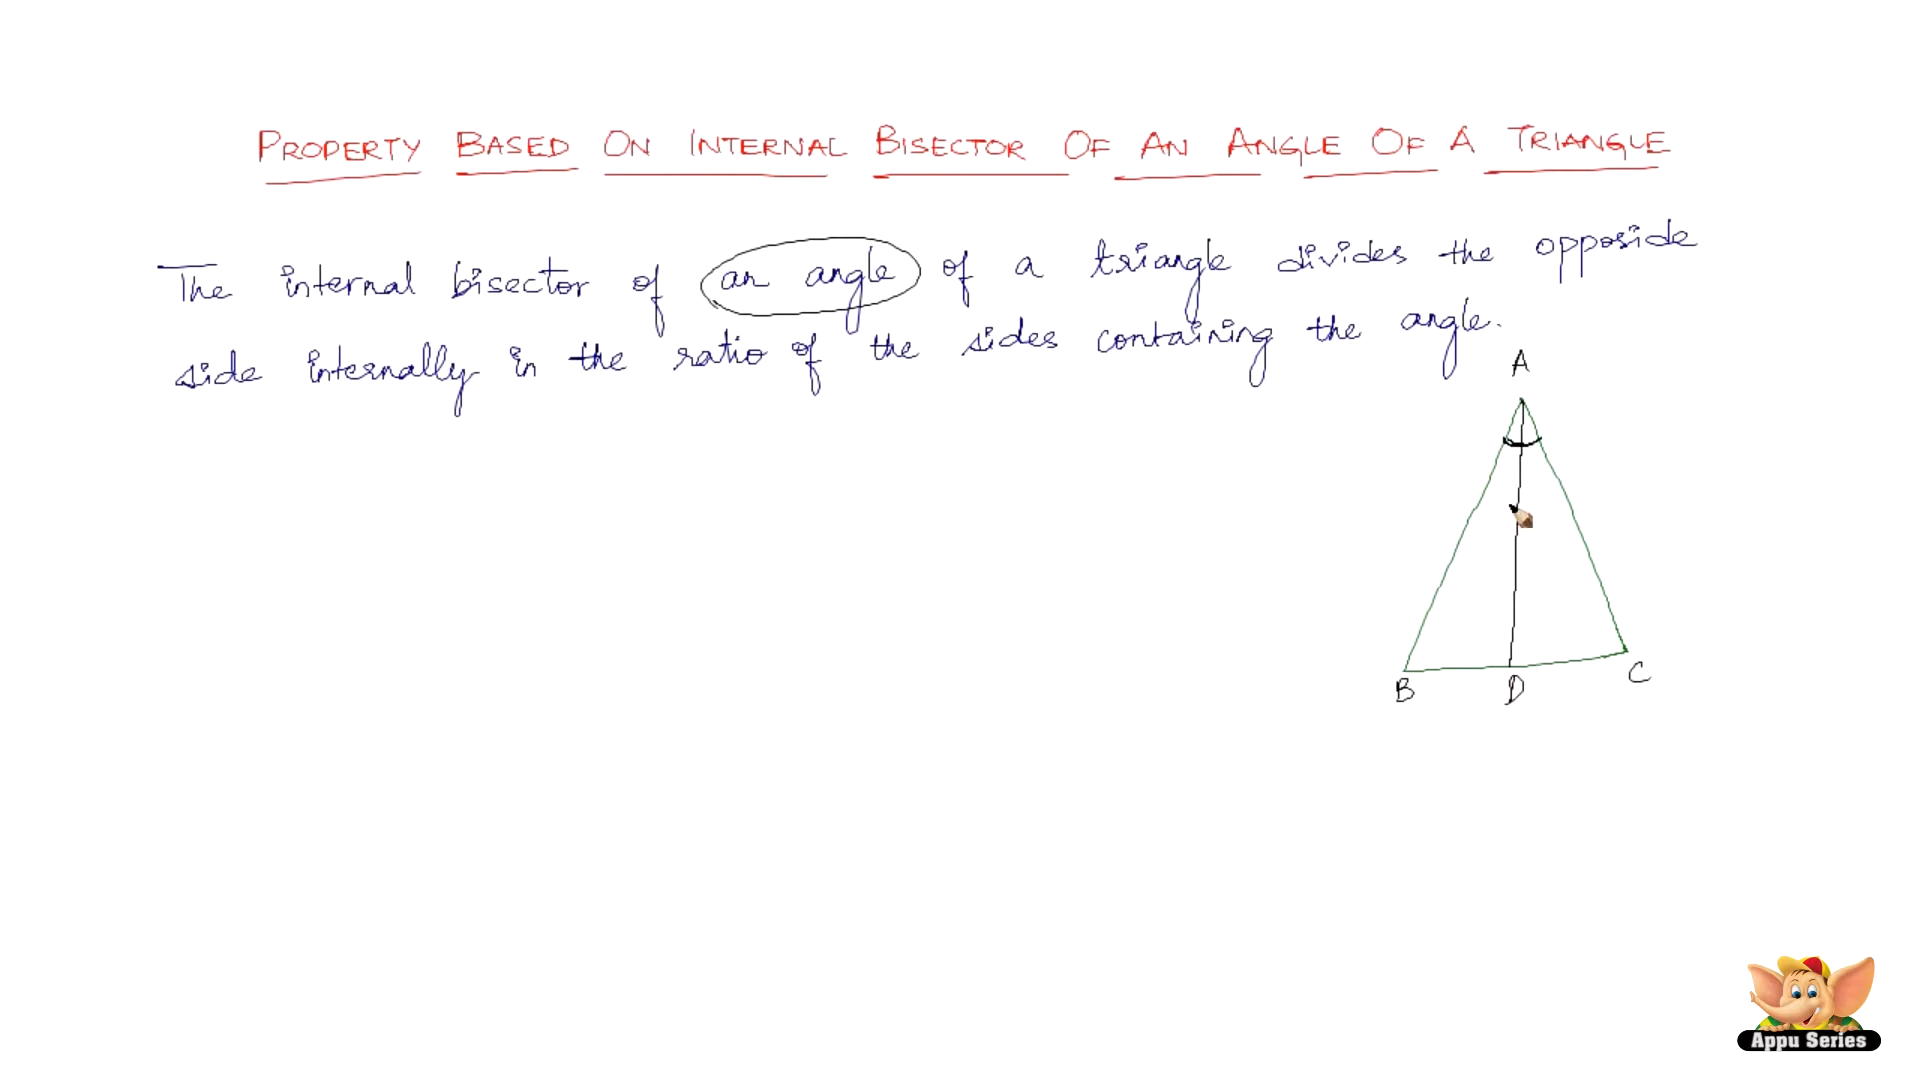 PROPERTY BASED ON INTERNAL BISECTOR OF AN ANGLE OF A TRIANGLE
The internal bisector of an angle of a triangle divides the opposide
side internally in the ratio of the sides containing the angle.
A
B D C
Appu Series